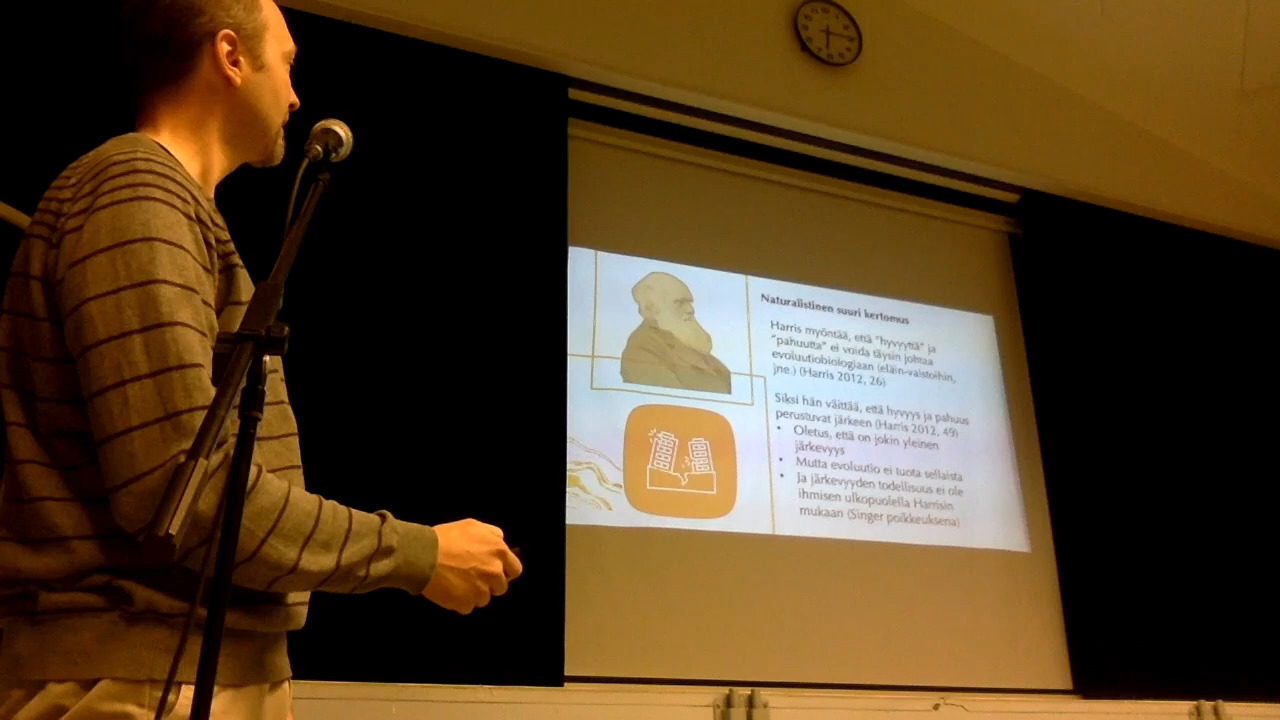 Naturalistinen suuri kertomus
Harris myöntää, että "hyvyyttä" ja
"pahuutta" ei voida täysin johtaa
evoluutiobiologiaan (eläin-vaistoihin,
jne.) (Harris 2012, 26)
Siksi hän väittää, että hyvyys ja pahuus
perustuvat järkeen (Harris 2012, 49)
• Oletus, että on jokin yleinen
järkevyys
• Mutta evoluutio ei tuota sellaista
• Ja järkevyyden todellisuus ei ole
ihmisen ulkopuolella Harrisin
mukaan (Singer poikkeuksena)